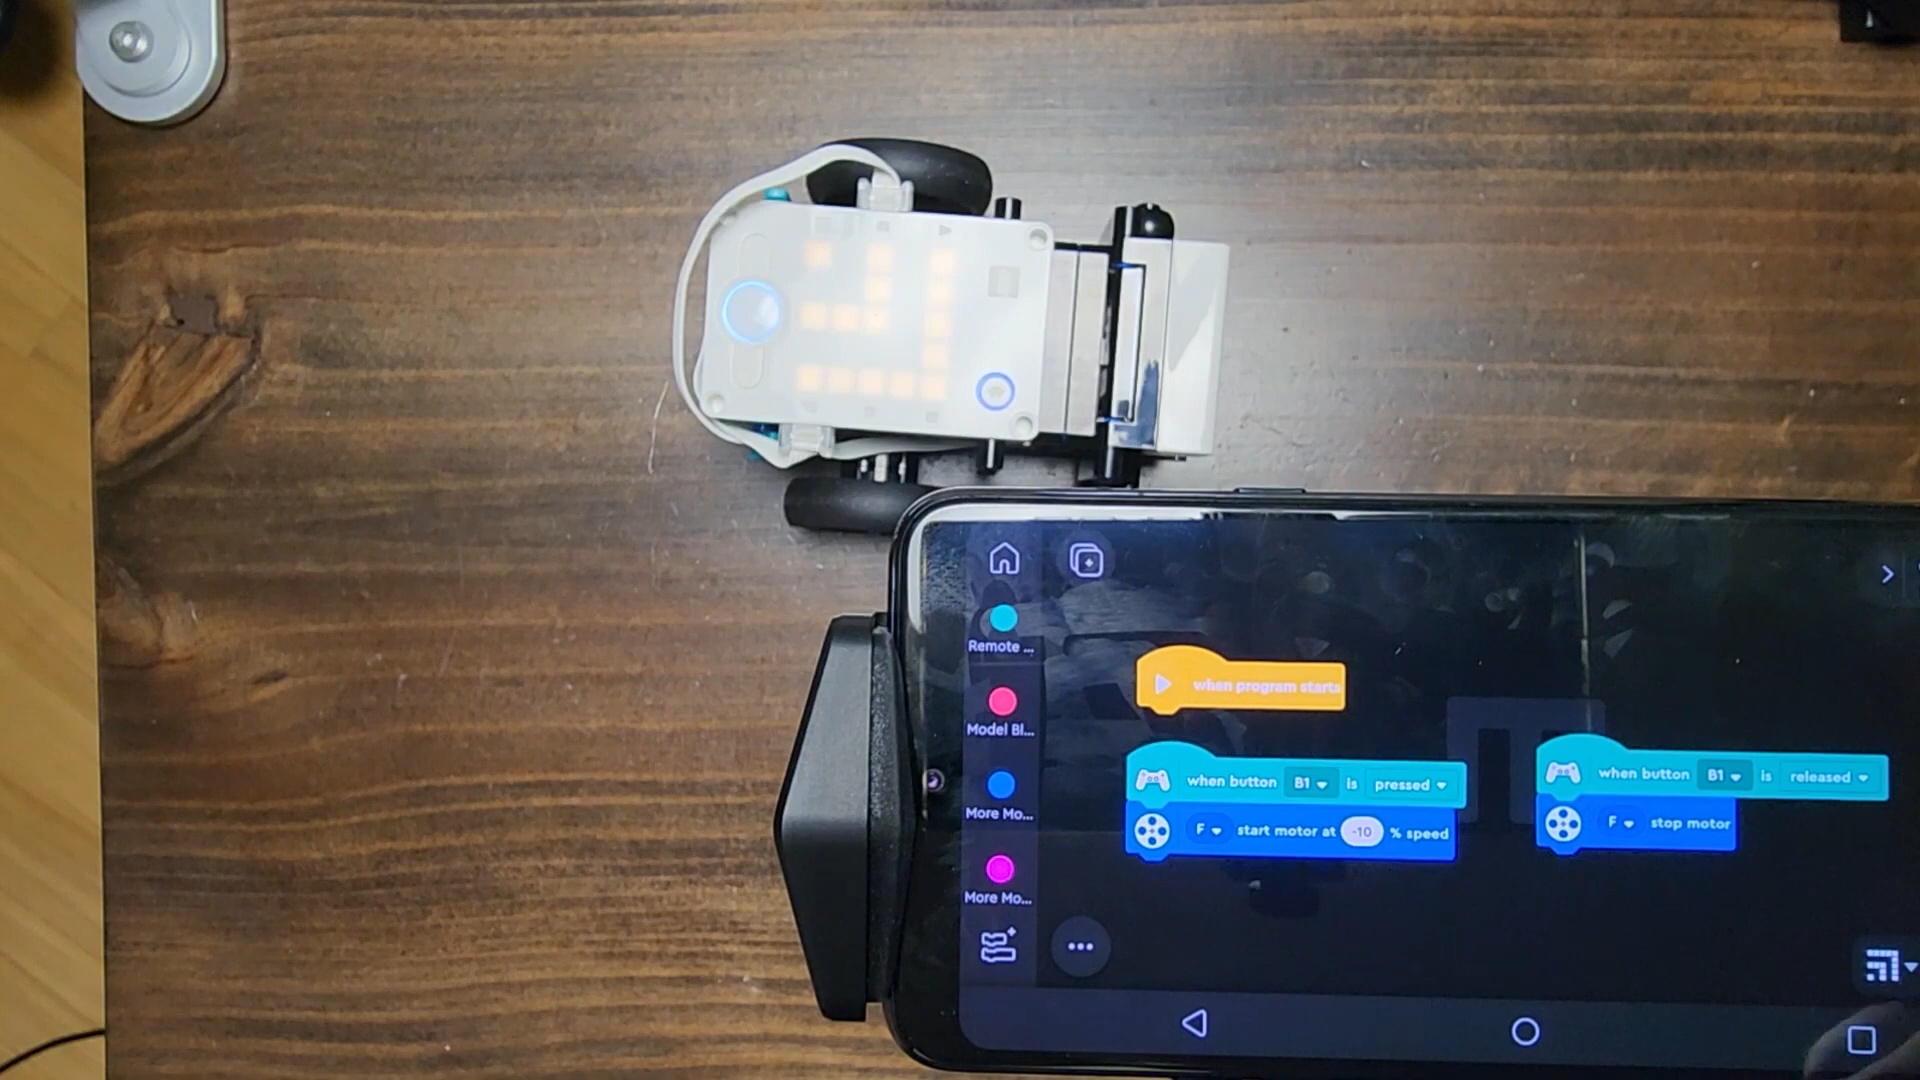 Remote ...
Model Bl...
More Mo...
More Mo...
when program starts
when button B1 is pressed
F start motor at -10 % speed
when button B1 is released
F stop motor